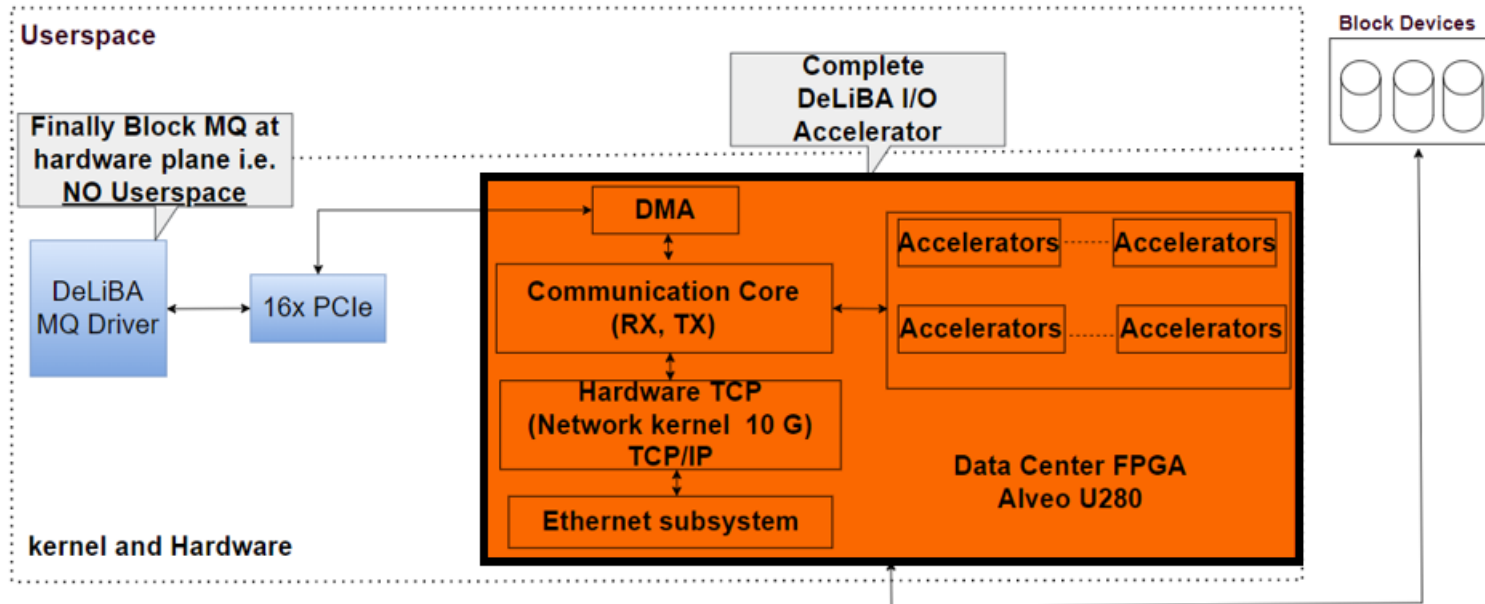 Userspace
Block Devices
Complete
DeLiBA I/O
Accelerator
Finally Block MQ at
hardware plane i.e.
NO Userspace
DMA
Accelerators
Accelerators
DeLiBA
MQ Driver
16x PCIe
Communication Core
(RX, TX)
Accelerators
Accelerators
Hardware TCP
(Network kernel 10 G)
TCP/IP
Data Center FPGA
Alveo U280
Ethernet subsystem
kernel and Hardware